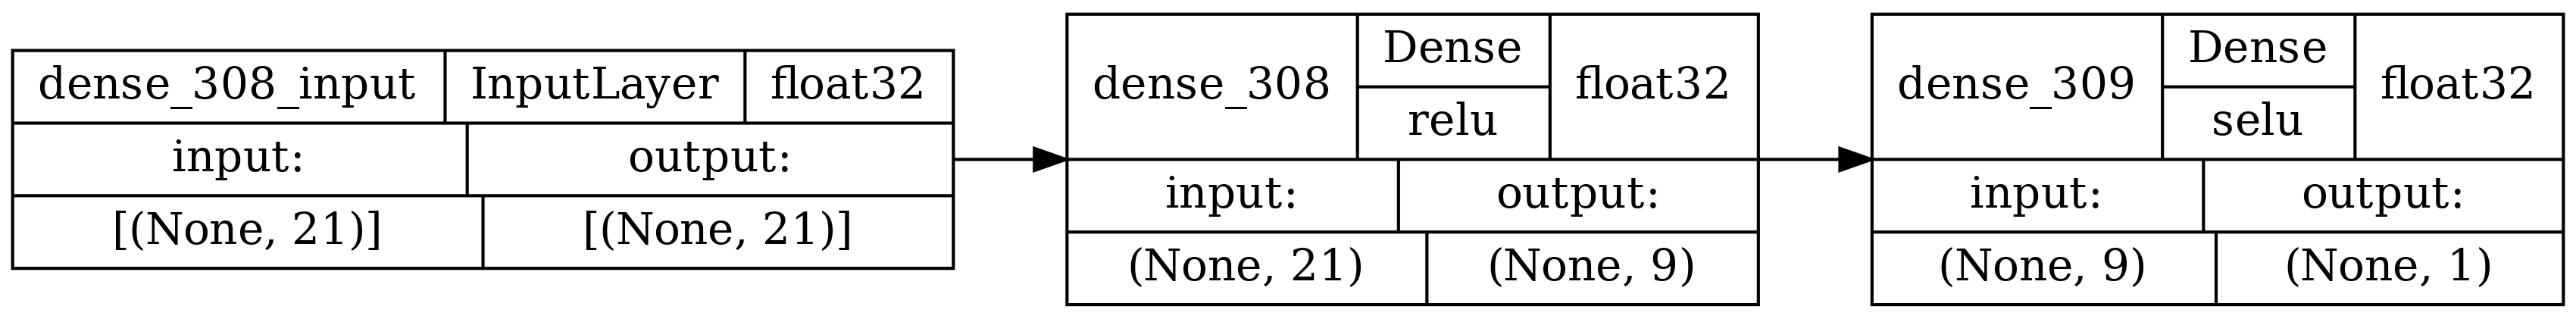 dense_308_input InputLayer float32
input: output:
[(None, 21)] [(None, 21)]
dense_308 Dense relu float32
input: output:
(None, 21) (None, 9)
dense_309 Dense selu float32
input: output:
(None, 9) (None, 1)